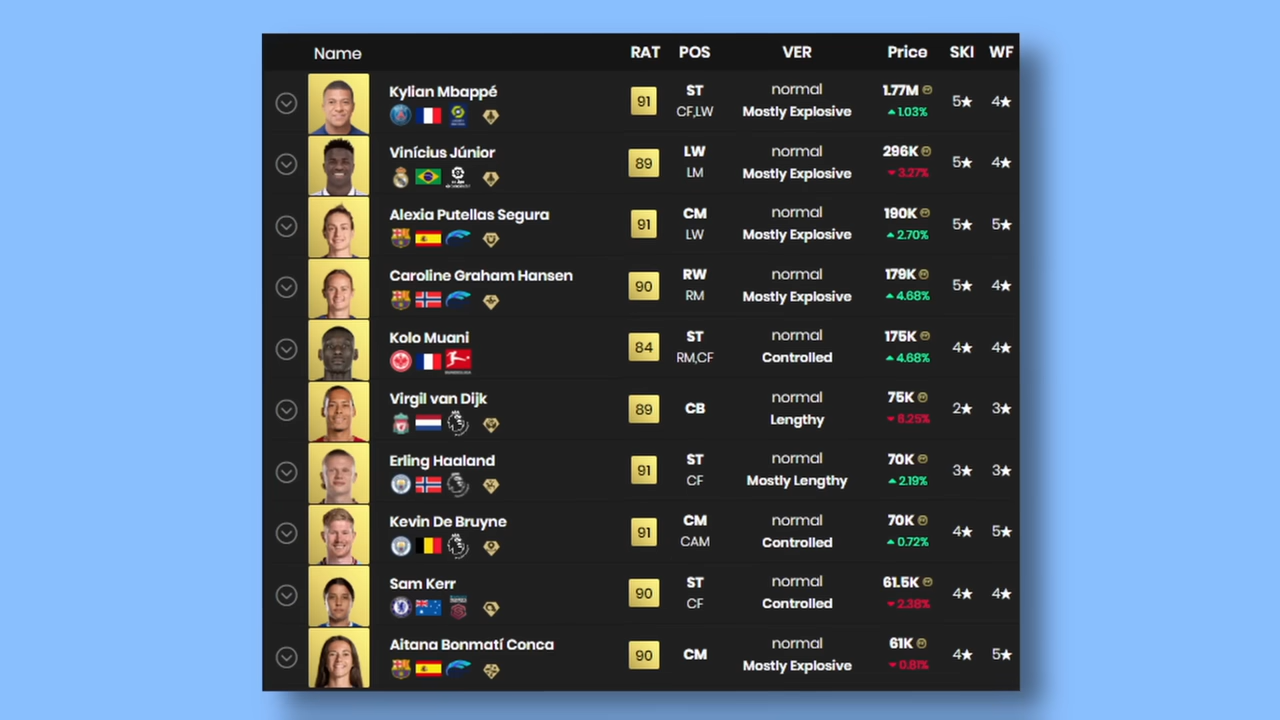 Name RAT POS VER Price SKI WF
Kylian Mbappé 91 ST CF,LW normal Mostly Explosive 1.77M 1.03% 5★ 4★
Vinícius Júnior 89 LW LM normal Mostly Explosive 296K 3.27% 5★ 4★
Alexia Putellas Segura 91 CM LW normal Mostly Explosive 190K 2.70% 5★ 5★
Caroline Graham Hansen 90 RW RM normal Mostly Explosive 179K 4.68% 5★ 4★
Kolo Muani 84 ST RM,CF normal Controlled 175K 4.68% 4★ 4★
Virgil van Dijk 89 CB normal Lengthy 75K 6.25% 2★ 3★
Erling Haaland 91 ST CF normal Mostly Lengthy 70K 2.19% 3★ 3★
Kevin De Bruyne 91 CM CAM normal Controlled 70K 0.72% 4★ 5★
Sam Kerr 90 ST CF normal Controlled 61.5K 2.38% 4★ 4★
Aitana Bonmatí Conca 90 CM normal Mostly Explosive 61K 0.81% 4★ 5★